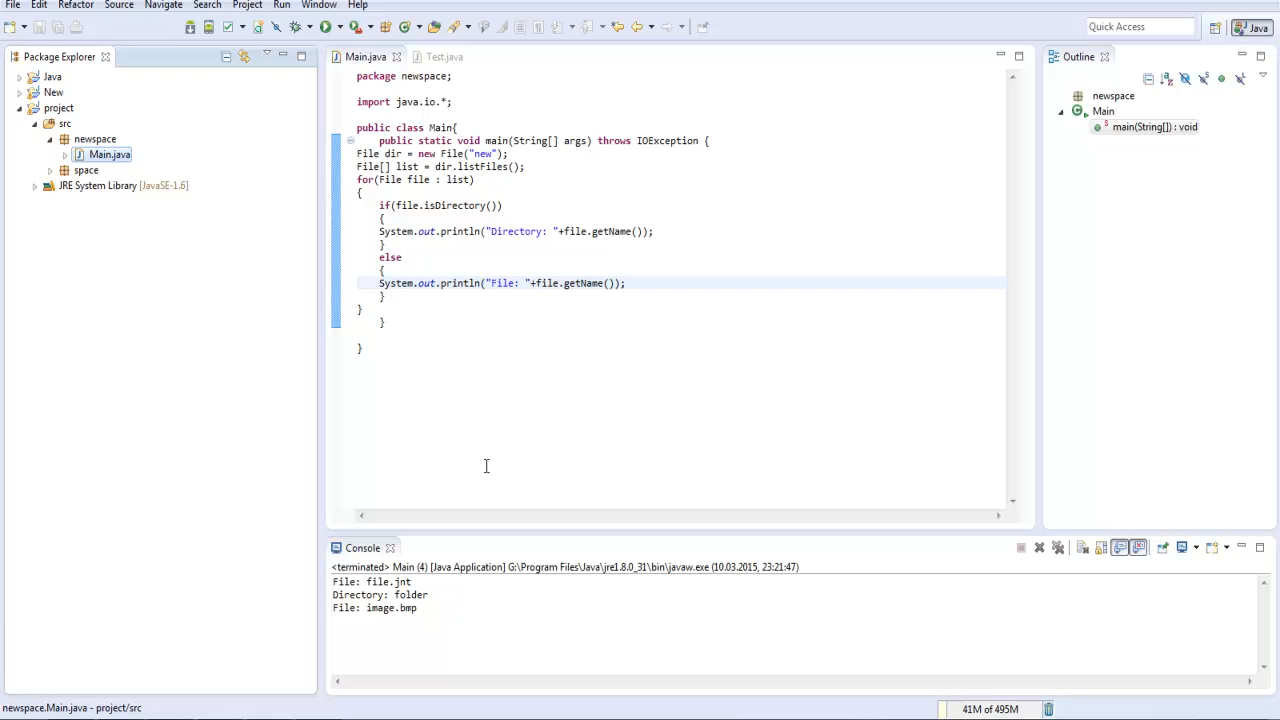 File Edit Refactor Source Navigate Search Project Run Window Help
Quick Access
Java
Package Explorer
Java
New
project
src
newspace
Main.java
space
JRE System Library [JavaSE-1.6]
Main.java
Test.java
package newspace;
import java.io.*;
public class Main{
public static void main(String[] args) throws IOException {
File dir = new File("new");
File[] list = dir.listFiles();
for(File file : list)
{
if(file.isDirectory())
{
System.out.println("Directory: "+file.getName());
}
else
{
System.out.println("File: "+file.getName());
}
}
}
}
Outline
newspace
Main
main(String[]) : void
Console
<terminated> Main (4) [Java Application] G:\Program Files\Java\jre1.8.0_31\bin\javaw.exe (10.03.2015, 23:21:47)
File: file.jnt
Directory: folder
File: image.bmp
newspace.Main.java - project/src
41M of 495M